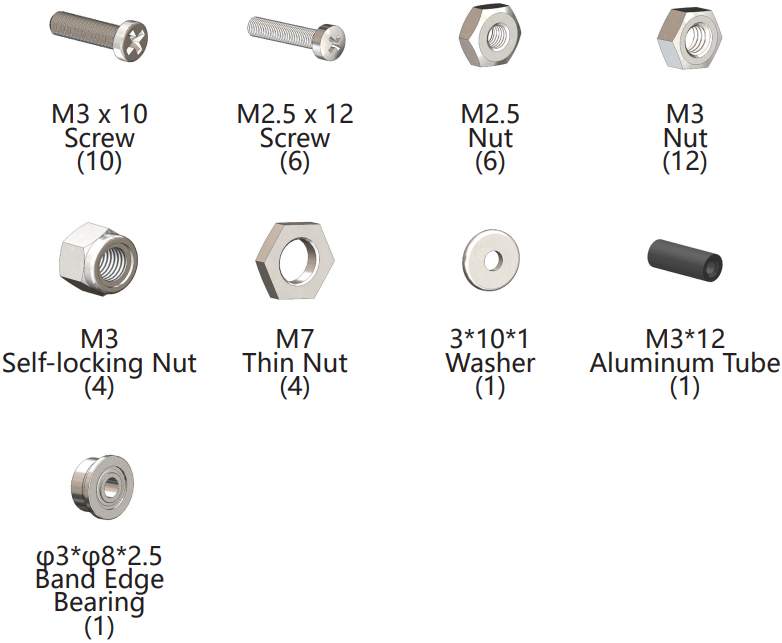 M3 x 10
Screw
(10)
M2.5 x 12
Screw
(6)
M2.5
Nut
(6)
M3
Nut
(12)
M3
Self-locking Nut
(4)
M7
Thin Nut
(4)
3*10*1
Washer
(1)
M3*12
Aluminum Tube
(1)
φ3*φ8*2.5
Band Edge
Bearing
(1)